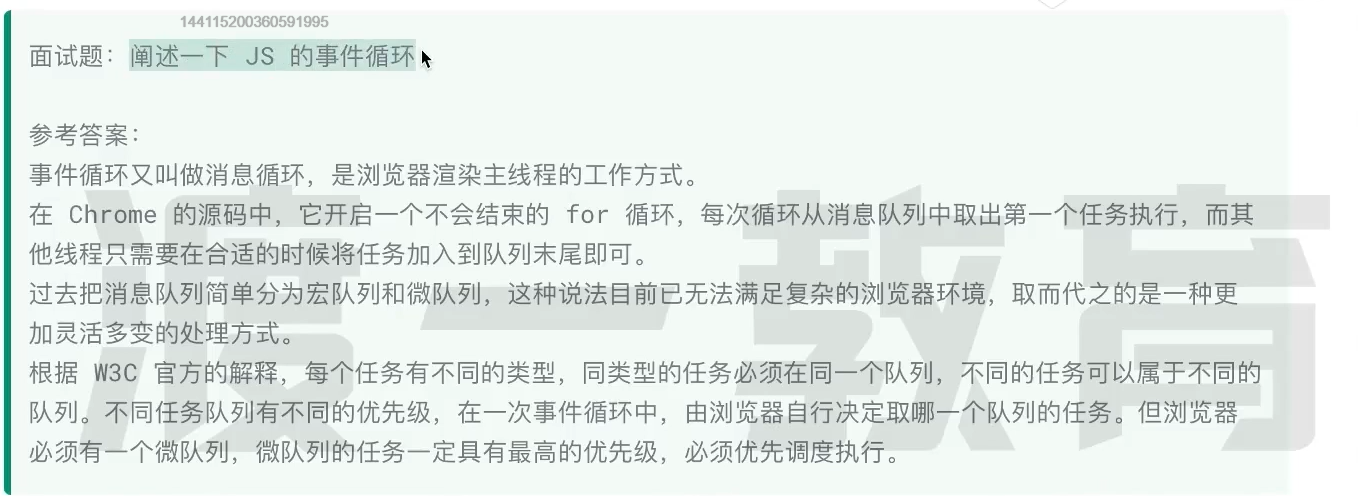 144115200360591995
面试题：阐述一下 JS 的事件循环
参考答案：
事件循环又叫做消息循环，是浏览器渲染主线程的工作方式。
在 Chrome 的源码中，它开启一个不会结束的 for 循环，每次循环从消息队列中取出第一个任务执行，而其
他线程只需要在合适的时候将任务加入到队列末尾即可。
过去把消息队列简单分为宏队列和微队列，这种说法目前已无法满足复杂的浏览器环境，取而代之的是一种更
加灵活多变的处理方式。
根据 W3C 官方的解释，每个任务有不同的类型，同类型的任务必须在同一个队列，不同的任务可以属于不同的
队列。不同任务队列有不同的优先级，在一次事件循环中，由浏览器自行决定取哪一个队列的任务。但浏览器
必须有一个微队列，微队列的任务一定具有最高的优先级，必须优先调度执行。
渡一教育